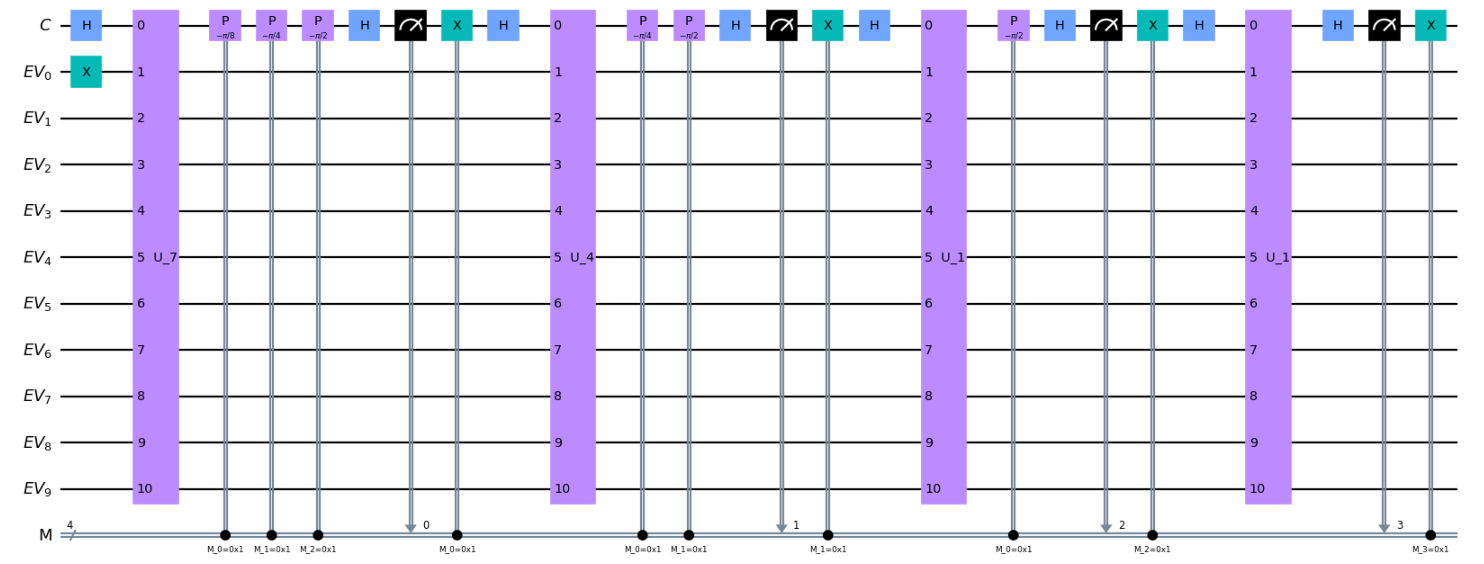 C H 0 P -π/8 P -π/4 P -π/2 H X H 0 P -π/4 P -π/2 H X H 0 P -π/2 H X H 0 H X
EV0 X 1 1 1 1
EV1 2 2 2 2
EV2 3 3 3 3
EV3 4 4 4 4
EV4 5 U_7 5 U_4 5 U_1 5 U_1
EV5 6 6 6 6
EV6 7 7 7 7
EV7 8 8 8 8
EV8 9 9 9 9
EV9 10 10 10 10
M 4 0 1 2 3
M_0=0x1 M_1=0x1 M_2=0x1 M_0=0x1 M_0=0x1 M_1=0x1 M_1=0x1 M_0=0x1 M_2=0x1 M_3=0x1